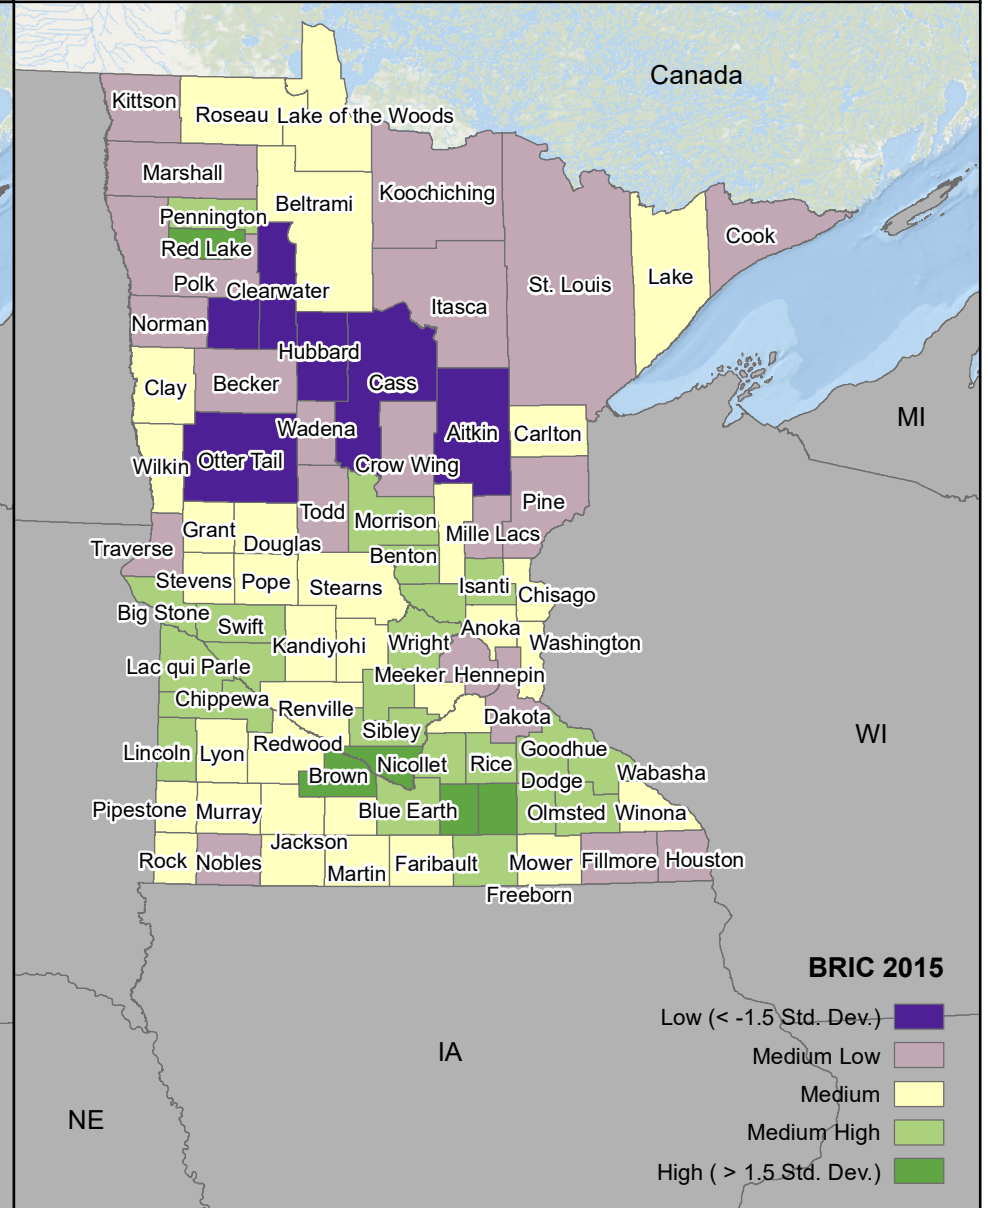 Canada
Kittson
Roseau
Lake of the Woods
Marshall
Koochiching
Beltrami
Pennington
Red Lake
Cook
Polk
Clearwater
St. Louis
Lake
Itasca
Norman
Hubbard
Clay
Becker
Cass
MI
Wadena
Aitkin
Carlton
Wilkin
Otter Tail
Crow Wing
Pine
Todd
Morrison
Grant
Mille Lacs
Douglas
Traverse
Benton
Stevens
Pope
Stearns
Isanti
Chisago
Big Stone
Swift
Anoka
Kandiyohi
Wright
Washington
Lac qui Parle
Meeker
Hennepin
Chippewa
Renville
Dakota
Sibley
WI
Redwood
Lincoln
Lyon
Goodhue
Nicollet
Rice
Brown
Dodge
Wabasha
Pipestone
Murray
Blue Earth
Olmsted
Winona
Jackson
Rock
Nobles
Faribault
Mower
Fillmore
Houston
Martin
Freeborn
BRIC 2015
Low (< -1.5 Std. Dev.)
Medium Low
Medium
Medium High
High ( > 1.5 Std. Dev.)
IA
NE